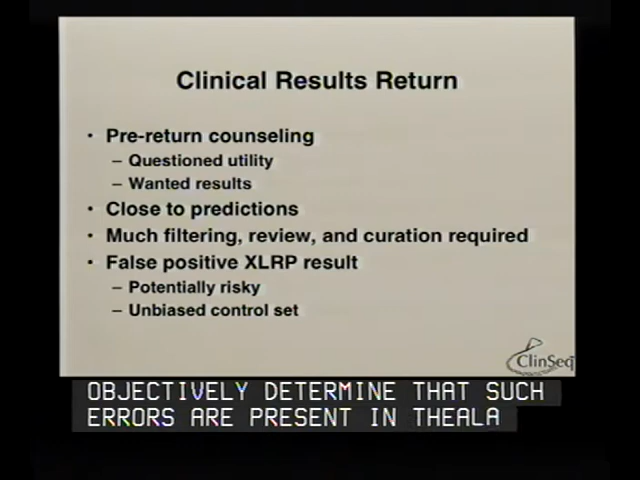 Clinical Results Return
• Pre-return counseling
– Questioned utility
– Wanted results
• Close to predictions
• Much filtering, review, and curation required
• False positive XLRP result
– Potentially risky
– Unbiased control set
ClinSeq
OBJECTIVELY DETERMINE THAT SUCH
ERRORS ARE PRESENT IN THEALA